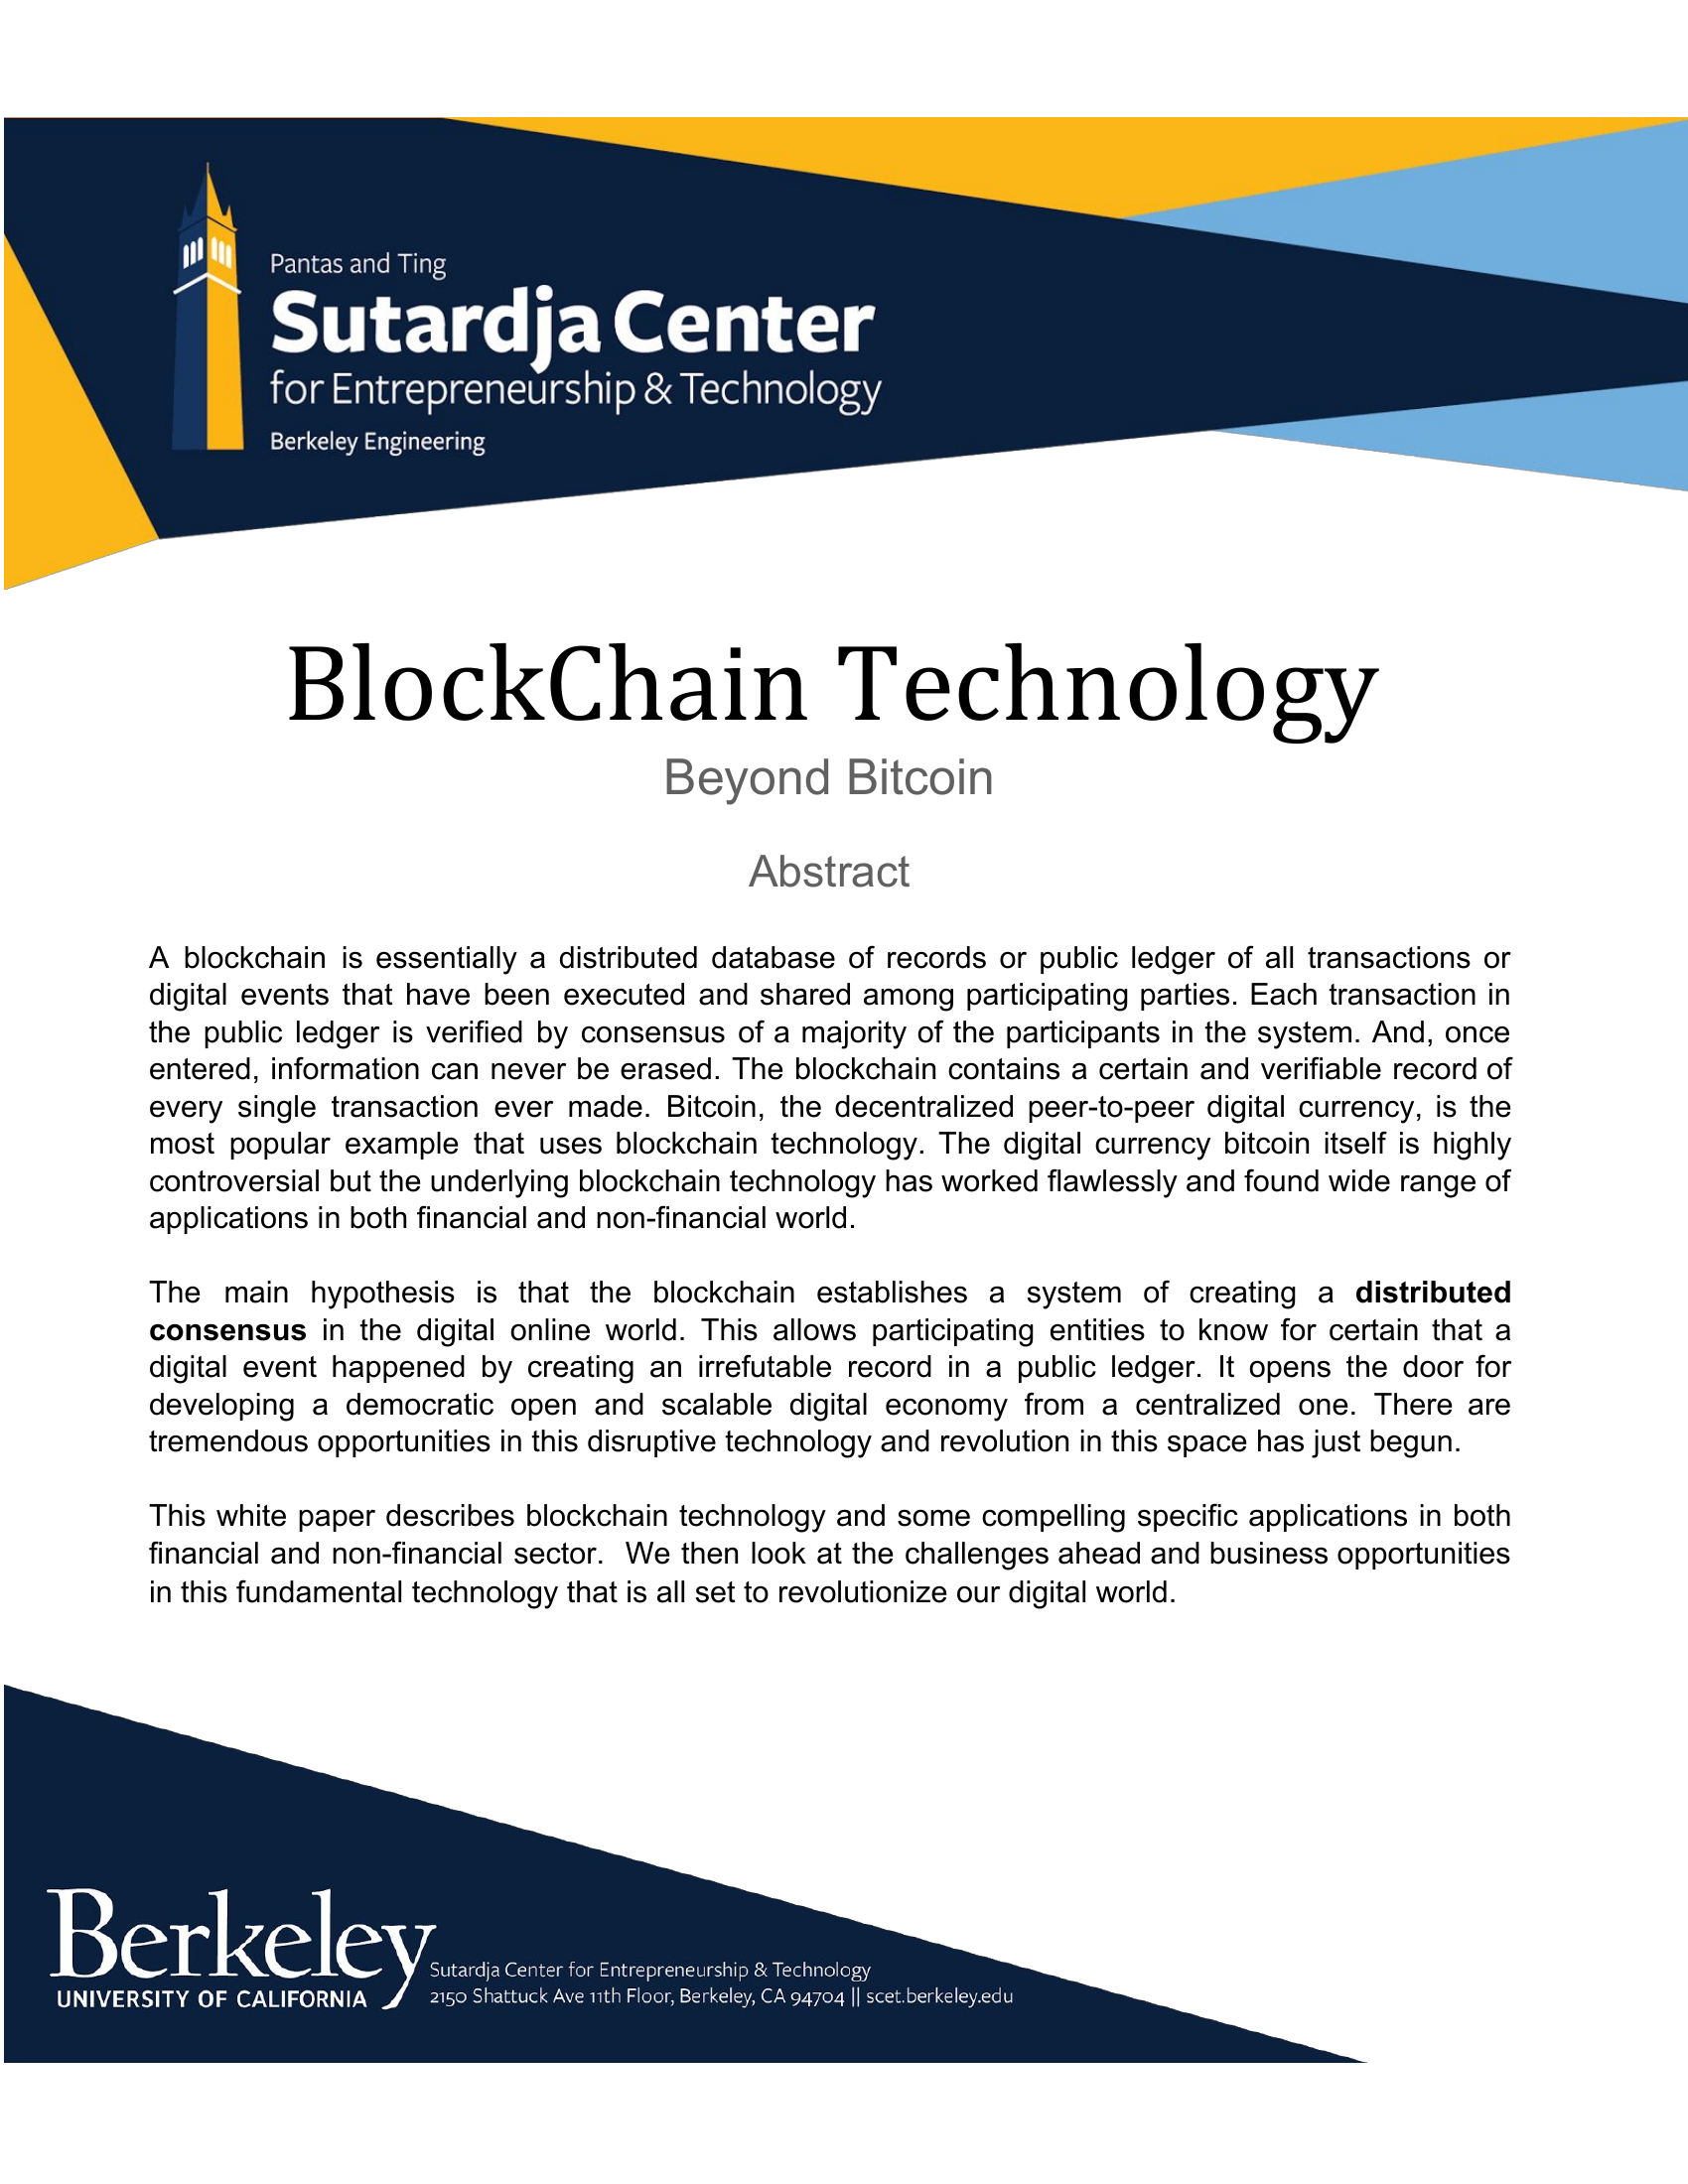 Pantas and Ting
Sutardja Center
for Entrepreneurship & Technology
Berkeley Engineering
BlockChain Technology
Beyond Bitcoin
Abstract
A blockchain is essentially a distributed database of records or public ledger of all transactions or
digital events that have been executed and shared among participating parties. Each transaction in
the public ledger is verified by consensus of a majority of the participants in the system. And, once
entered, information can never be erased. The blockchain contains a certain and verifiable record of
every single transaction ever made. Bitcoin, the decentralized peer-to-peer digital currency, is the
most popular example that uses blockchain technology. The digital currency bitcoin itself is highly
controversial but the underlying blockchain technology has worked flawlessly and found wide range of
applications in both financial and non-financial world.
The main hypothesis is that the blockchain establishes a system of creating a distributed
consensus in the digital online world. This allows participating entities to know for certain that a
digital event happened by creating an irrefutable record in a public ledger. It opens the door for
developing a democratic open and scalable digital economy from a centralized one. There are
tremendous opportunities in this disruptive technology and revolution in this space has just begun.
This white paper describes blockchain technology and some compelling specific applications in both
financial and non-financial sector. We then look at the challenges ahead and business opportunities
in this fundamental technology that is all set to revolutionize our digital world.
Berkeley
UNIVERSITY OF CALIFORNIA
Sutardja Center for Entrepreneurship & Technology
2150 Shattuck Ave 11th Floor, Berkeley, CA 94704 || scet.berkeley.edu